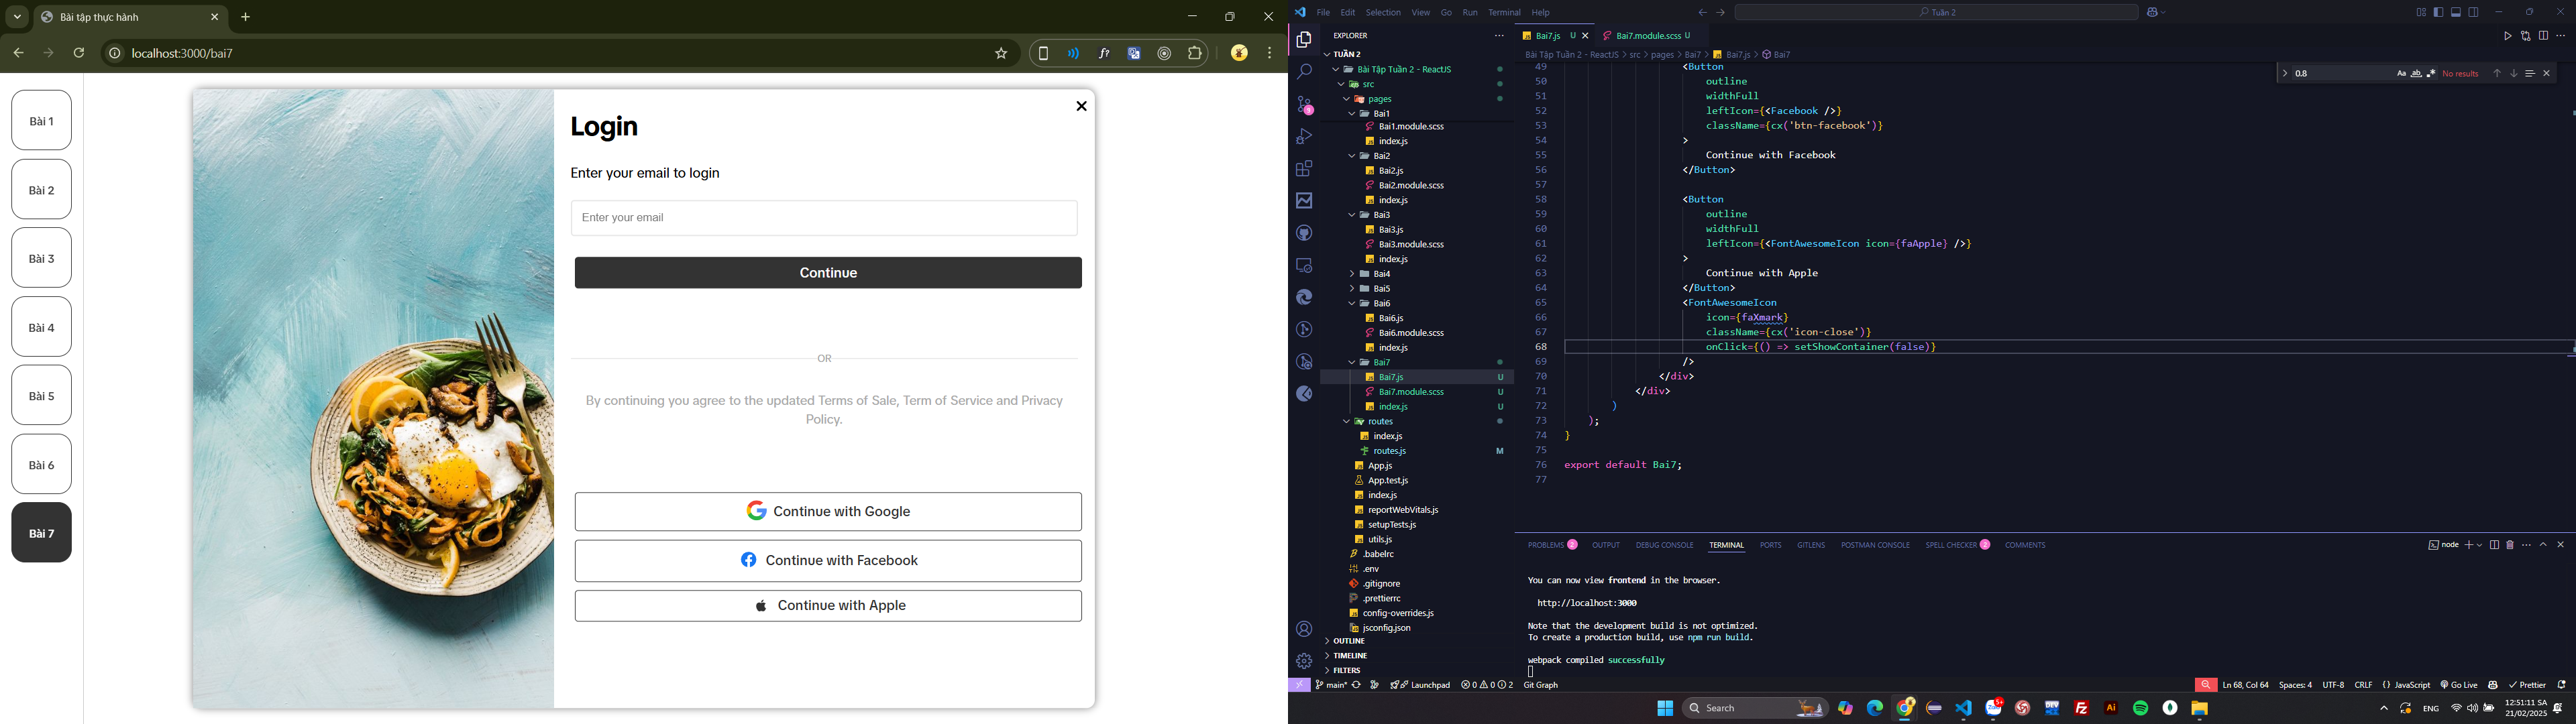 Bài tập thực hành
localhost:3000/bai7
Bài 1
Bài 2
Bài 3
Bài 4
Bài 5
Bài 6
Bài 7
Login
Enter your email to login
Enter your email
Continue
OR
By continuing you agree to the updated Terms of Sale, Term of Service and Privacy
Policy.
Continue with Google
Continue with Facebook
Continue with Apple
File Edit Selection View Go Run Terminal Help
Tuần 2
EXPLORER
TUẦN 2
Bài Tập Tuần 2 - ReactJS
src
pages
Bai1
Bai1.module.scss
index.js
Bai2
Bai2.js
Bai2.module.scss
index.js
Bai3
Bai3.js
Bai3.module.scss
index.js
Bai4
Bai5
Bai6
Bai6.js
Bai6.module.scss
index.js
Bai7
Bai7.js U
Bai7.module.scss U
index.js U
routes
index.js
routes.js M
App.js
App.test.js
index.js
reportWebVitals.js
setupTests.js
utils.js
.babelrc
.env
.gitignore
.prettierrc
config-overrides.js
jsconfig.json
OUTLINE
TIMELINE
FILTERS
Bai7.js U
Bai7.module.scss U
Bài Tập Tuần 2 - ReactJS > src > pages > Bai7 > Bai7.js > Bai7
0.8 Aa ab No results
49 <Button
50 outline
51 widthFull
52 leftIcon={<Facebook />}
53 className={cx('btn-facebook')}
54 >
55 Continue with Facebook
56 </Button>
57
58 <Button
59 outline
60 widthFull
61 leftIcon={<FontAwesomeIcon icon={faApple} />}
62 >
63 Continue with Apple
64 </Button>
65 <FontAwesomeIcon
66 icon={faXmark}
67 className={cx('icon-close')}
68 onClick={() => setShowContainer(false)}
69 />
70 </div>
71 </div>
72 )
73 );
74 }
75
76 export default Bai7;
77
PROBLEMS 2 OUTPUT DEBUG CONSOLE TERMINAL PORTS GITLENS POSTMAN CONSOLE SPELL CHECKER 2 COMMENTS
node
You can now view frontend in the browser.
http://localhost:3000
Note that the development build is not optimized.
To create a production build, use npm run build.
webpack compiled successfully
main* Launchpad 0 0 2 Git Graph
Ln 68, Col 64 Spaces: 4 UTF-8 CRLF {} JavaScript Go Live Prettier
Search
ENG
12:51:11 SA
21/02/2025